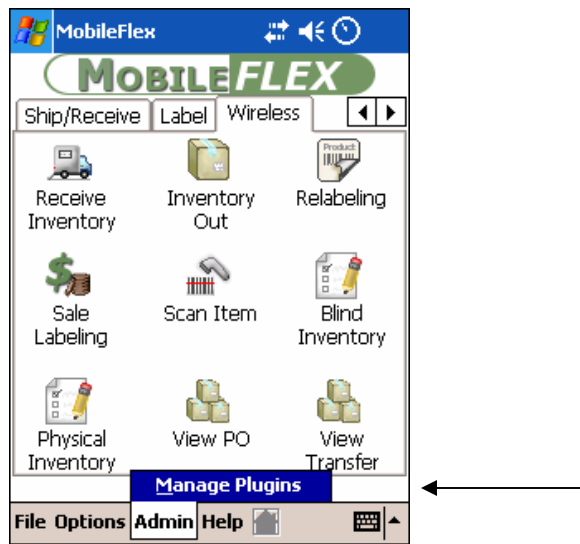 MobileFlex
MOBILEFLEX
Ship/Receive Label Wireless
Receive Inventory
Inventory Out
Product
Relabeling
Sale Labeling
Scan Item
Blind Inventory
Physical Inventory
View PO
View Transfer
Manage Plugins
File Options Admin Help